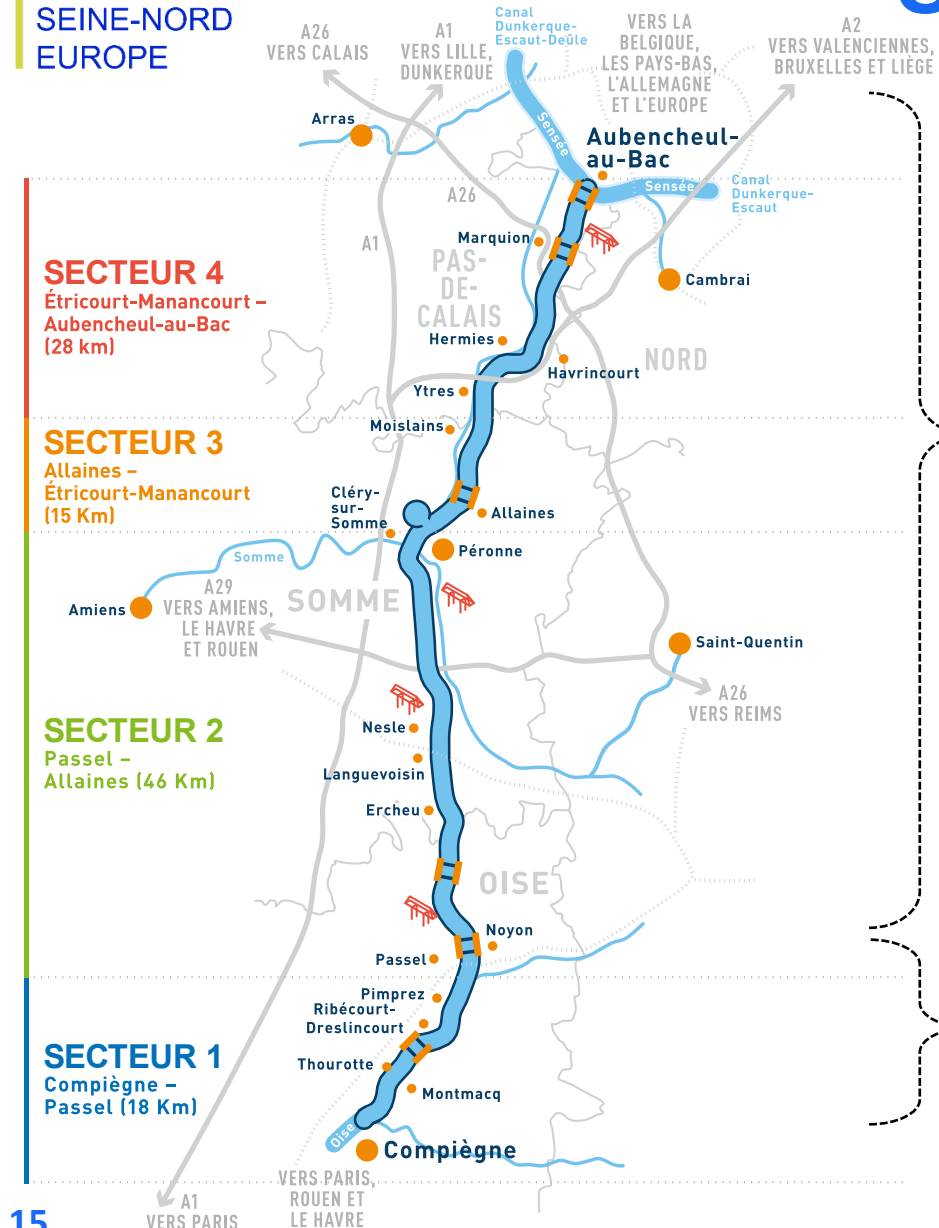 SEINE-NORD
EUROPE
A26
VERS CALAIS
A1
VERS LILLE,
DUNKERQUE
Canal
Dunkerque-
Escaut-Deûle
VERS LA
BELGIQUE,
LES PAYS-BAS,
L'ALLEMAGNE
ET L'EUROPE
A2
VERS VALENCIENNES,
BRUXELLES ET LIÈGE
Arras
Sensée
Aubencheul-
au-Bac
Sensée
Canal
Dunkerque-
Escaut
A26
A1
Marquion
PAS-
DE-
CALAIS
Cambrai
SECTEUR 4
Étricourt-Manancourt –
Aubencheul-au-Bac
(28 km)
Hermies
Havrincourt
NORD
Ytres
Moislains
SECTEUR 3
Allaines –
Étricourt-Manancourt
(15 Km)
Cléry-
sur-
Somme
Allaines
Péronne
Somme
Amiens
A29
VERS AMIENS,
LE HAVRE
ET ROUEN
SOMME
Saint-Quentin
A26
VERS REIMS
SECTEUR 2
Passel –
Allaines (46 Km)
Nesle
Languevoisin
Ercheu
OISE
Noyon
Passel
Pimprez
Ribécourt-
Dreslincourt
SECTEUR 1
Compiègne –
Passel (18 Km)
Thourotte
Montmacq
Oise
Compiègne
VERS PARIS,
ROUEN ET
LE HAVRE
A1
VERS PARIS
15